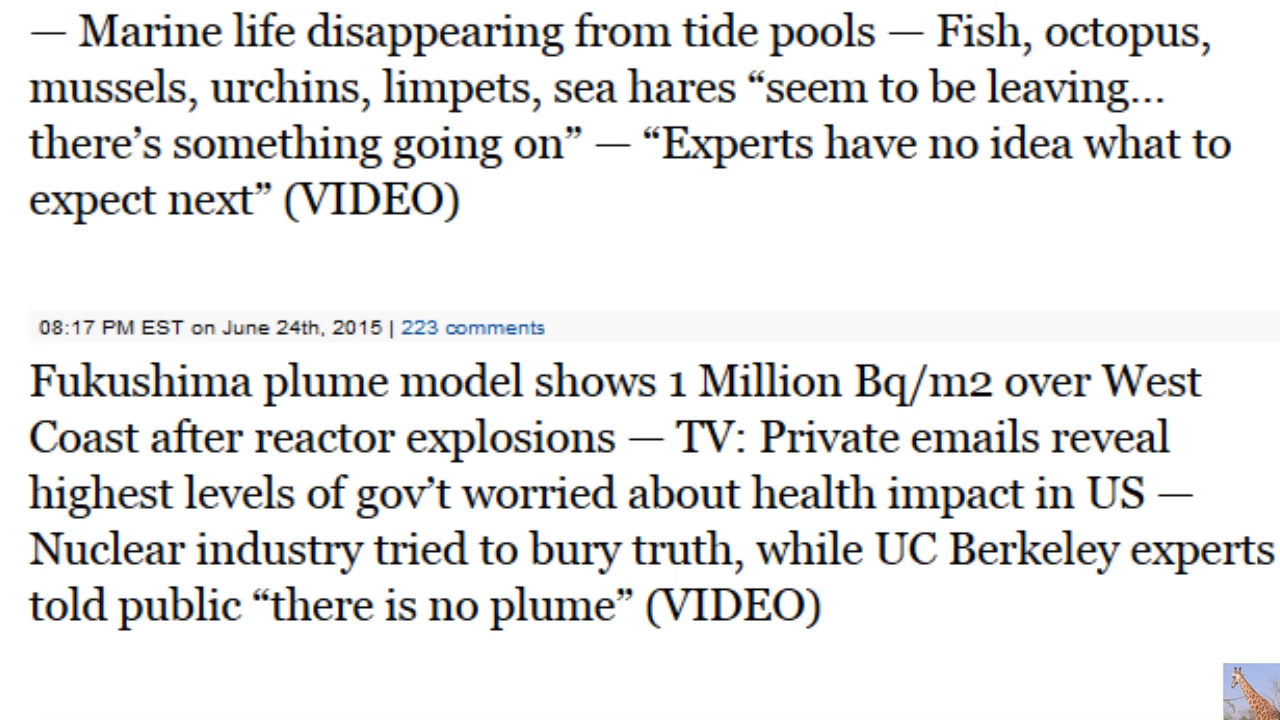 — Marine life disappearing from tide pools — Fish, octopus,
mussels, urchins, limpets, sea hares “seem to be leaving...
there’s something going on” — “Experts have no idea what to
expect next” (VIDEO)
08:17 PM EST on June 24th, 2015 | 223 comments
Fukushima plume model shows 1 Million Bq/m2 over West
Coast after reactor explosions — TV: Private emails reveal
highest levels of gov’t worried about health impact in US —
Nuclear industry tried to bury truth, while UC Berkeley experts
told public “there is no plume” (VIDEO)